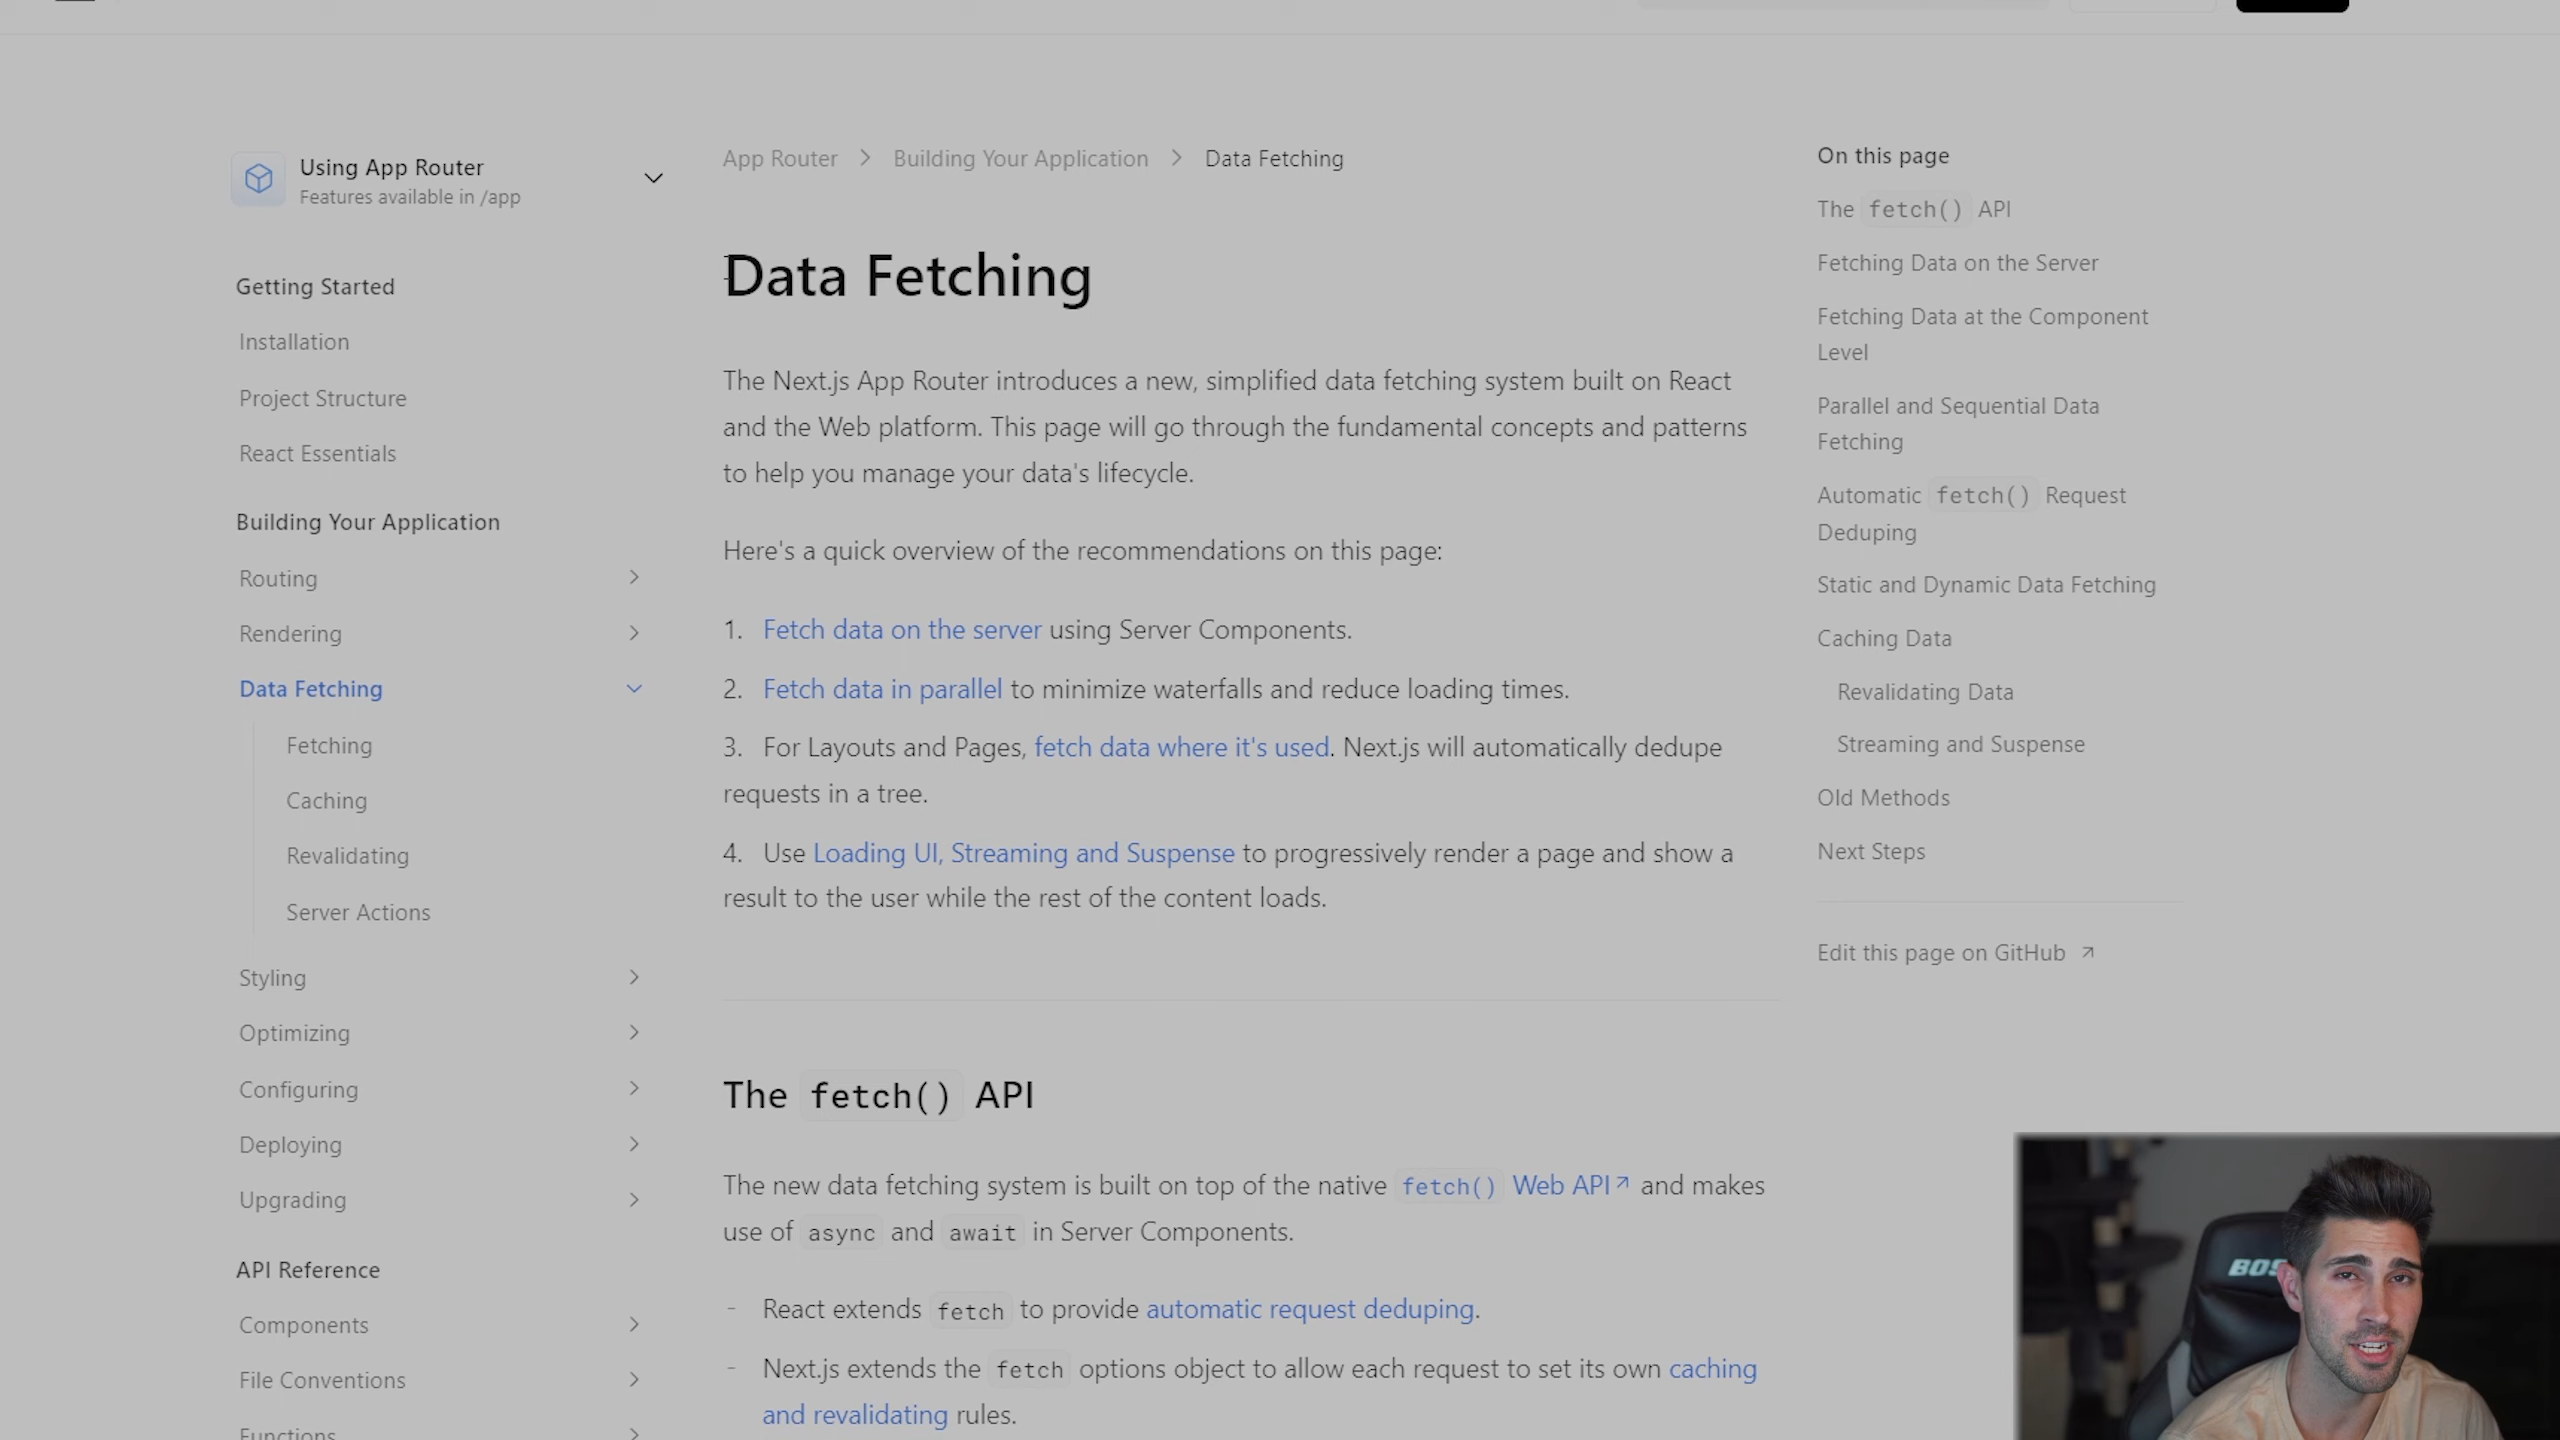 Using App Router
Features available in /app
Getting Started
Installation
Project Structure
React Essentials
Building Your Application
Routing
Rendering
Data Fetching
Fetching
Caching
Revalidating
Server Actions
Styling
Optimizing
Configuring
Deploying
Upgrading
API Reference
Components
File Conventions
Functions
App Router > Building Your Application > Data Fetching
Data Fetching
The Next.js App Router introduces a new, simplified data fetching system built on React
and the Web platform. This page will go through the fundamental concepts and patterns
to help you manage your data's lifecycle.
Here's a quick overview of the recommendations on this page:
1. Fetch data on the server using Server Components.
2. Fetch data in parallel to minimize waterfalls and reduce loading times.
3. For Layouts and Pages, fetch data where it's used. Next.js will automatically dedupe
requests in a tree.
4. Use Loading UI, Streaming and Suspense to progressively render a page and show a
result to the user while the rest of the content loads.
The fetch() API
The new data fetching system is built on top of the native fetch() Web API↗ and makes
use of async and await in Server Components.
- React extends fetch to provide automatic request deduping.
- Next.js extends the fetch options object to allow each request to set its own caching
and revalidating rules.
On this page
The fetch() API
Fetching Data on the Server
Fetching Data at the Component
Level
Parallel and Sequential Data
Fetching
Automatic fetch() Request
Deduping
Static and Dynamic Data Fetching
Caching Data
Revalidating Data
Streaming and Suspense
Old Methods
Next Steps
Edit this page on GitHub ↗